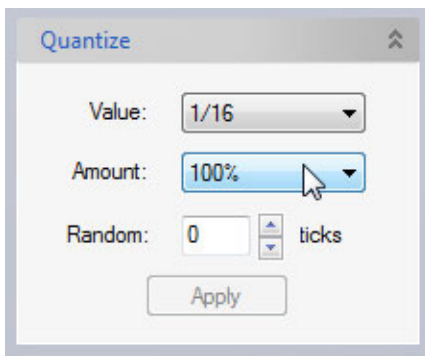 Quantize
Value: 1/16
Amount: 100%
Random: 0 ticks
Apply